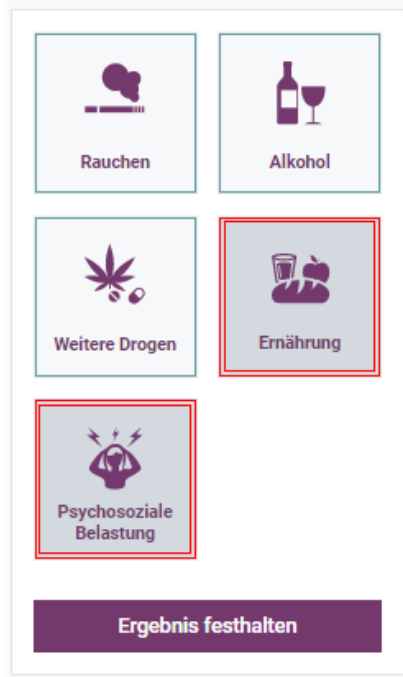 Rauchen
Alkohol
Weitere Drogen
Ernährung
Psychosoziale
Belastung
Ergebnis festhalten